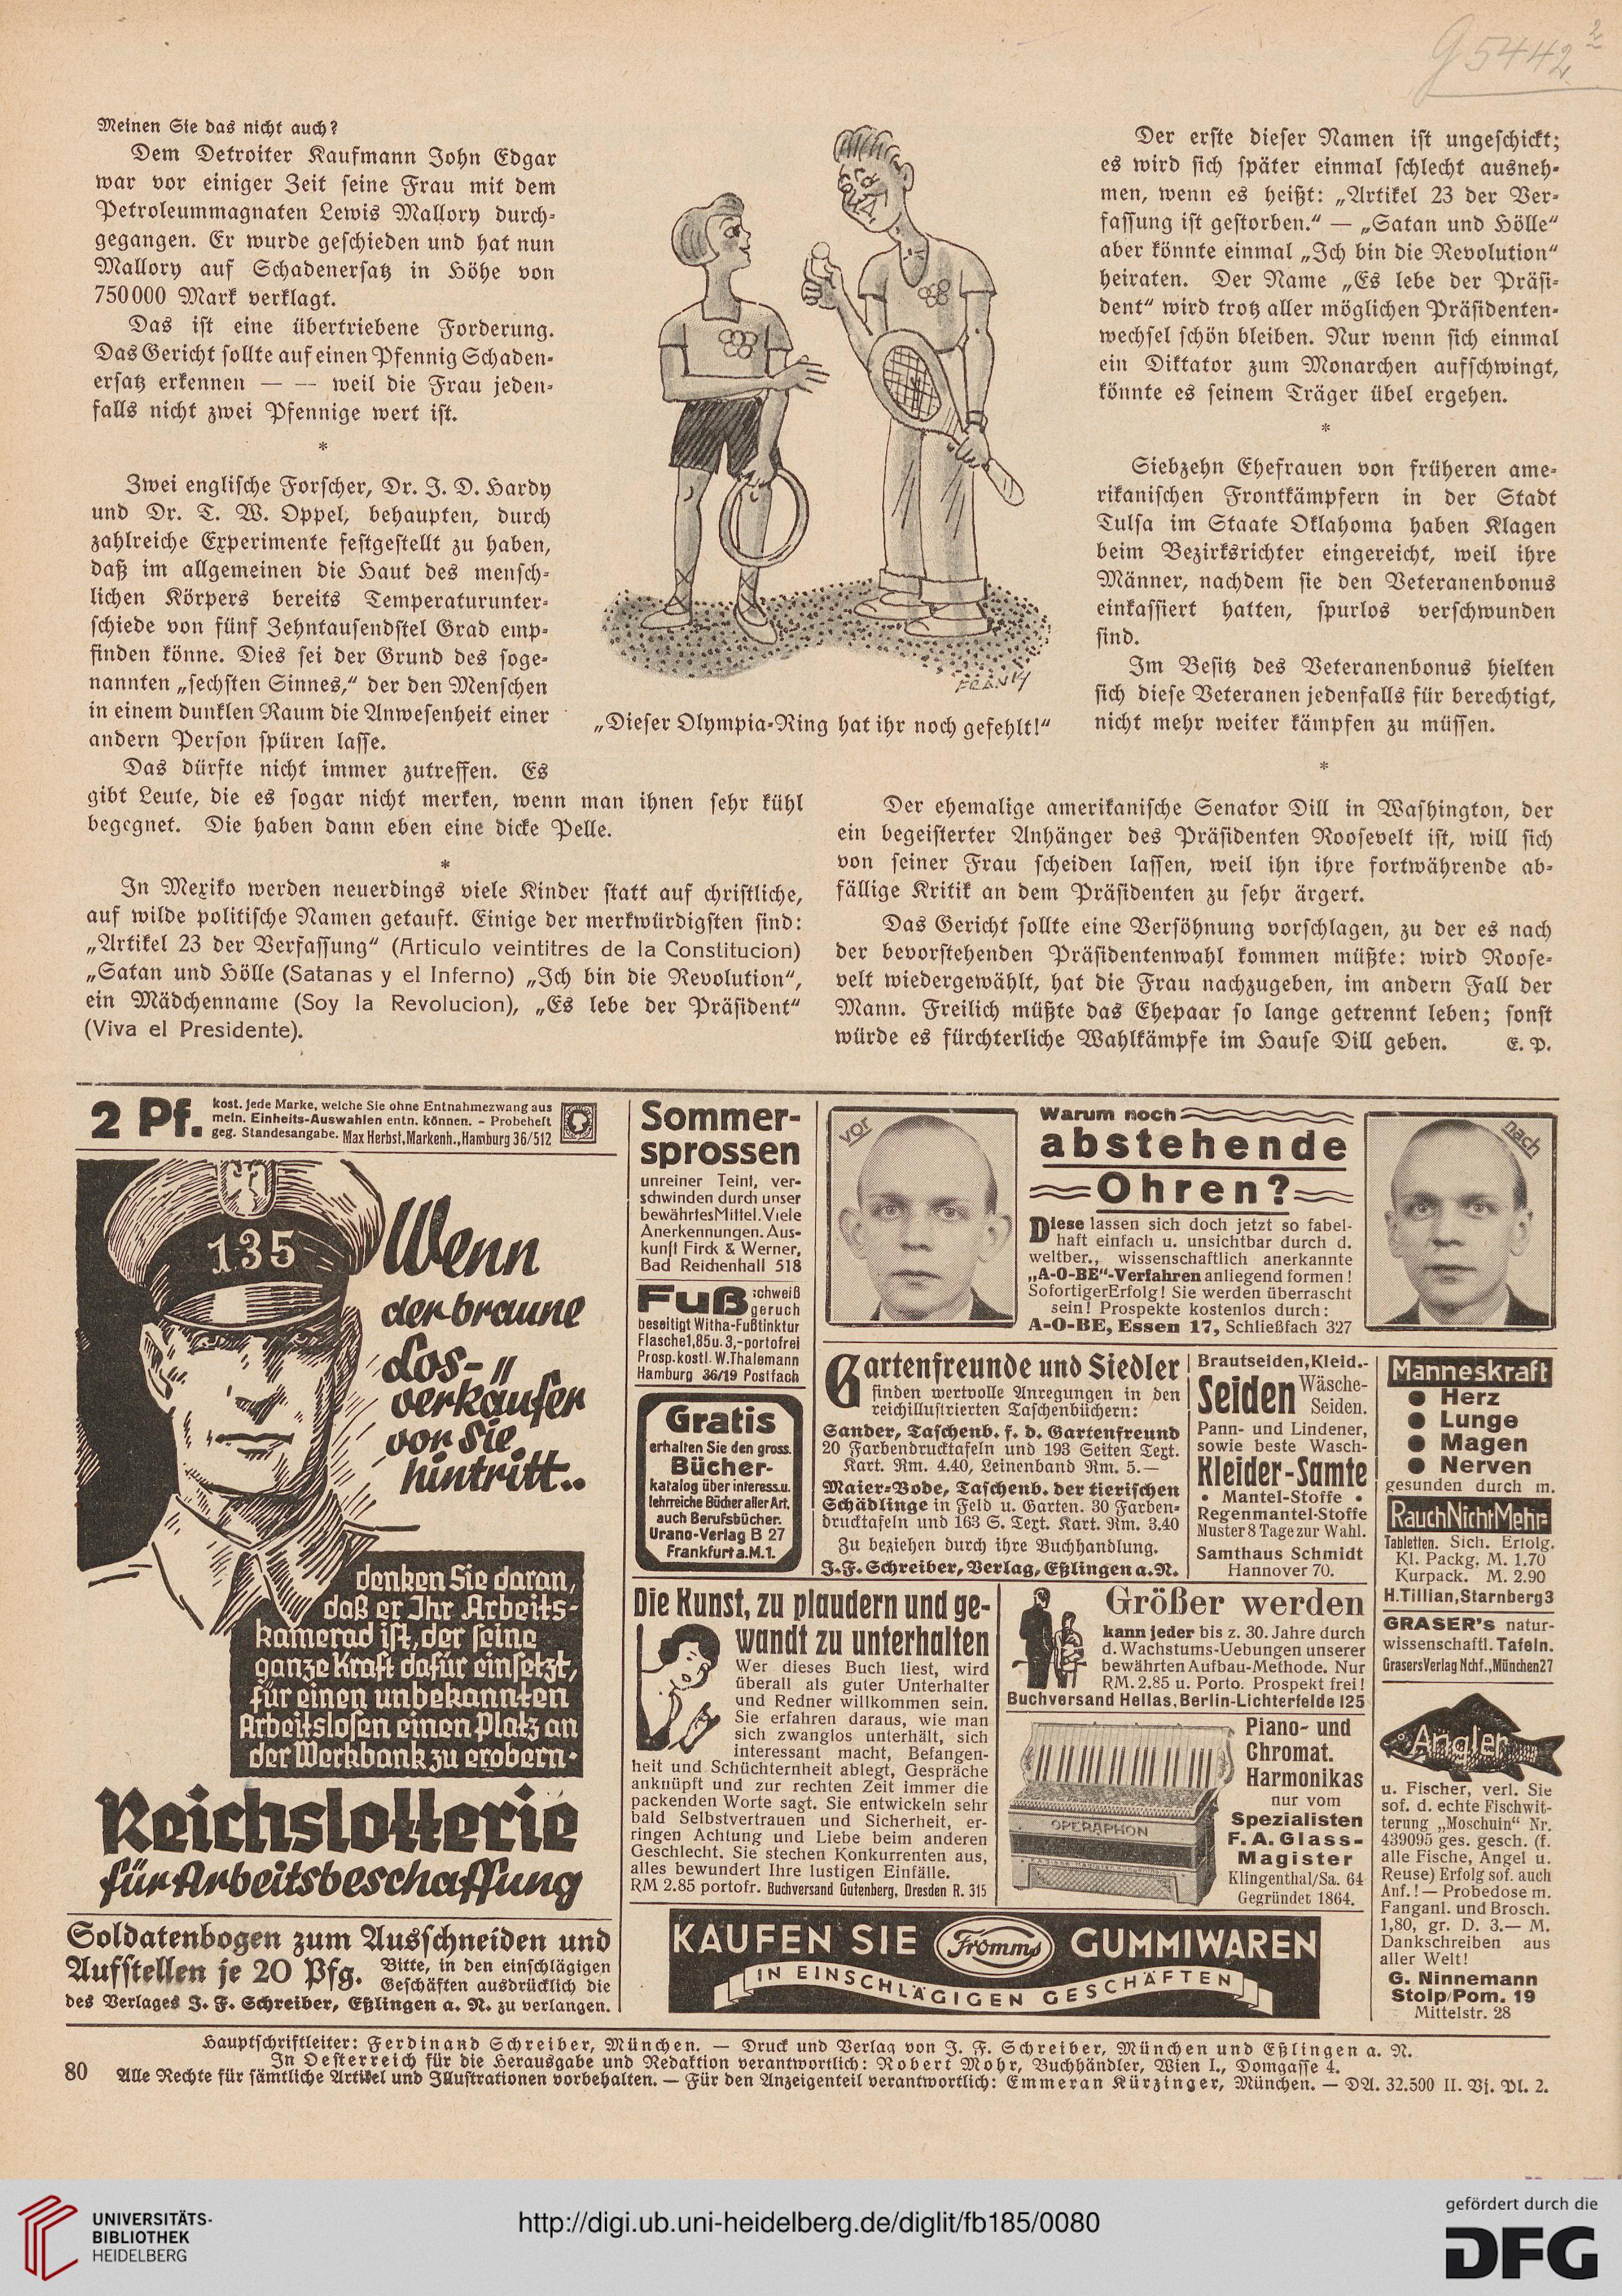 G 5442 2
Meinen Sie das nicht auch?
Dem Detroiter Kaufmann John Edgar
war vor einiger Zeit seine Frau mit dem
Petroleummagnaten Lewis Mallory durch-
gegangen. Er wurde geschieden und hat nun
Mallory auf Schadenersatz in Höhe von
750000 Mark verklagt.
Das ist eine übertriebene Forderung.
Das Gericht sollte auf einen Pfennig Schaden-
ersatz erkennen — — weil die Frau jeden-
falls nicht zwei Pfennige wert ist.
*
Zwei englische Forscher, Dr. J. D. Hardy
und Dr. T. W. Oppel, behaupten, durch
zahlreiche Experimente festgestellt zu haben,
daß im allgemeinen die Haut des mensch-
lichen Körpers bereits Temperaturunter-
schiede von fünf Zehntausendstel Grad emp-
finden könne. Dies sei der Grund des soge-
nannten „sechsten Sinnes,“ der den Menschen
in einem dunklen Raum die Anwesenheit einer
andern Person spüren lasse.
Das dürfte nicht immer zutreffen. Es
gibt Leute, die es sogar nicht merken, wenn man ihnen sehr kühl
begegnet. Die haben dann eben eine dicke Pelle.
*
In Mexiko werden neuerdings viele Kinder statt auf christliche,
auf wilde politische Namen getauft. Einige der merkwürdigsten sind:
„Artikel 23 der Verfassung“ (Articulo veintitres de la Constitucion)
„Satan und Hölle (Satanas y el Inferno) „Ich bin die Revolution“,
ein Mädchenname (Soy la Revolucion), „Es lebe der Präsident“
(Viva el Presidente).
FRANK
„Dieser Olympia-Ring hat ihr noch gefehlt!“
Der erste dieser Namen ist ungeschickt;
es wird sich später einmal schlecht ausneh-
men, wenn es heißt: „Artikel 23 der Ver-
fassung ist gestorben.“ — „Satan und Hölle“
aber könnte einmal „Ich bin die Revolution“
heiraten. Der Name „Es lebe der Präsi-
dent“ wird trotz aller möglichen Präsidenten-
wechsel schön bleiben. Nur wenn sich einmal
ein Diktator zum Monarchen aufschwingt,
könnte es seinem Träger übel ergehen.
*
Siebzehn Ehefrauen von früheren ame-
rikanischen Frontkämpfern in der Stadt
Tulsa im Staate Oklahoma haben Klagen
beim Bezirksrichter eingereicht, weil ihre
Männer, nachdem sie den Veteranenbonus
einkassiert hatten, spurlos verschwunden
sind.
Im Besitz des Veteranenbonus hielten
sich diese Veteranen jedenfalls für berechtigt,
nicht mehr weiter kämpfen zu müssen.
*
Der ehemalige amerikanische Senator Dill in Washington, der
ein begeisterter Anhänger des Präsidenten Roosevelt ist, will sich
von seiner Frau scheiden lassen, weil ihn ihre fortwährende ab-
fällige Kritik an dem Präsidenten zu sehr ärgert.
Das Gericht sollte eine Versöhnung vorschlagen, zu der es nach
der bevorstehenden Präsidentenwahl kommen müßte: wird Roose-
velt wiedergewählt, hat die Frau nachzugeben, im andern Fall der
Mann. Freilich müßte das Ehepaar so lange getrennt leben; sonst
würde es fürchterliche Wahlkämpfe im Hause Dill geben. E. P.
2 Pf. kost. jede Marke, welche Sie ohne Entnahmezwang aus
mein. Einheits-Auswahlen entn. können. - Probeheft
geg. Standesangabe. Max Herbst, Markenh., Hamburg 36/512
135
Wenn
der braune
Los-
verkäufer
vor Sie
hintritt..
denken Sie daran,
daß er Ihr Arbeits-
kamerad ist, der seine
ganze Kraft dafür einsetzt,
für einen unbekannten
Arbeitslosen einen Platz an
der Werkbank zu erobern.
Reichslotterie
für Arbeitsbeschaffung
Soldatenbogen zum Ausschneiden und
Aufstellen je 20 Pfg. Bitte, in den einschlägigen
Geschäften ausdrücklich die
des Verlages J. F. Schreiber, Eßlingen a. N. zu verlangen.
Sommer-
sprossen
unreiner Teint, ver-
schwinden durch unser
bewährtes Mittel. Viele
Anerkennungen. Aus-
kunft Firck & Werner,
Bad Reichenhall 518
Fuß schweiß
geruch
beseitigt Witha-Fußtinktur
Flasche 1,85 u. 3,- portofrei
Prosp. kostl. W. Thalemann
Hamburg 36/19 Postfach
Gratis
erhalten Sie den gross.
Bücher-
katalog über interess. u.
lehrreiche Bücher aller Art,
auch Berufsbücher.
Urano-Verlag B 27
Frankfurt a. M. 1.
vor
Warum noch
abstehende
Ohren?
Diese lassen sich doch jetzt so fabel-
haft einfach u. unsichtbar durch d.
weltber., wissenschaftlich anerkannte
„A-O-BE“-Verfahren anliegend formen!
Sofortiger Erfolg! Sie werden überrascht
sein! Prospekte kostenlos durch:
A-O-BE, Essen 17, Schließfach 327
nach
Gartenfreunde und Siedler
finden wertvolle Anregungen in den
reichillustrierten Taschenbüchern:
Sander, Taschenb. f. d. Gartenfreund
20 Farbendrucktafeln und 193 Seiten Text.
Kart. Rm. 4.40, Leinenband Rm. 5.—
Maier-Bode, Taschenb. der tierischen
Schädlinge in Feld u. Garten. 30 Farben-
drucktafeln und 163 S. Text. Kart. Rm. 3.40
Zu beziehen durch ihre Buchhandlung.
J. F. Schreiber, Verlag, Eßlingen a. N.
Brautseiden, Kleid.-
Seiden Wäsche-
Seiden.
Pann- und Lindener,
sowie beste Wasch-
Kleider-Samte
• Mantel-Stoffe •
Regenmantel-Stoffe
Muster 8 Tage zur Wahl.
Samthaus Schmidt
Hannover 70.
Manneskraft
● Herz
● Lunge
● Magen
● Nerven
gesunden durch m.
RauchNichtMehr-
Tabletten. Sich. Erfolg.
Kl. Packg. M. 1.70
Kurpack. M. 2.90
H. Tillian, Starnberg 3
GRASER's natur-
wissenschaftl. Tafeln.
Grasers Verlag Nchf., München 27
Die Kunst, zu plaudern und ge-
wandt zu unterhalten
Wer dieses Buch liest, wird
überall als guter Unterhalter
und Redner willkommen sein.
Sie erfahren daraus, wie man
sich zwanglos unterhält, sich
interessant macht, Befangen-
heit und Schüchternheit ablegt, Gespräche
anknüpft und zur rechten Zeit immer die
packenden Worte sagt. Sie entwickeln sehr
bald Selbstvertrauen und Sicherheit, er-
ringen Achtung und Liebe beim anderen
Geschlecht. Sie stechen Konkurrenten aus,
alles bewundert Ihre lustigen Einfälle.
RM 2.85 portofr. Buchversand Gutenberg, Dresden R. 315
Größer werden
kann jeder bis z. 30. Jahre durch
d. Wachstums-Uebungen unserer
bewährten Aufbau-Methode. Nur
RM. 2.85 u. Porto. Prospekt frei!
Buchversand Hellas, Berlin-Lichterfelde 125
OPERAPHON
Piano- und
Chromat.
Harmonikas
nur vom
Spezialisten
F. A. Glass-
Magister
Klingenthal/Sa. 64
Gegründet 1864.
Angler
u. Fischer, verl. Sie
sof. d. echte Fischwit-
terung „Moschuin“ Nr.
439095 ges. gesch. (f.
alle Fische, Angel u.
Reuse) Erfolg sof. auch
Anf.! — Probedose m.
Fanganl. und Brosch.
1,80, gr. D. 3.— M.
Dankschreiben aus
aller Welt!
G. Ninnemann
Stolp/Pom. 19
Mittelstr. 28
KAUFEN SIE Fromms GUMMIWAREN
IN EINSCHLÄGIGEN GESCHÄFTEN
Hauptschriftleiter: Ferdinand Schreiber, München. — Druck und Verlag von J. F. Schreiber, München und Eßlingen a. N.
In Oesterreich für die Herausgabe und Redaktion verantwortlich: Robert Mohr, Buchhändler, Wien I., Domgasse 4.
80 Alle Rechte für sämtliche Artikel und Illustrationen vorbehalten. — Für den Anzeigenteil verantwortlich: Emmeran Kürzinger, München. — DA. 32.500 II. Vj. Pl. 2.
UNIVERSITÄTS-
BIBLIOTHEK
HEIDELBERG
http://digi.ub.uni-heidelberg.de/diglit/fb185/0080
gefördert durch die
DFG